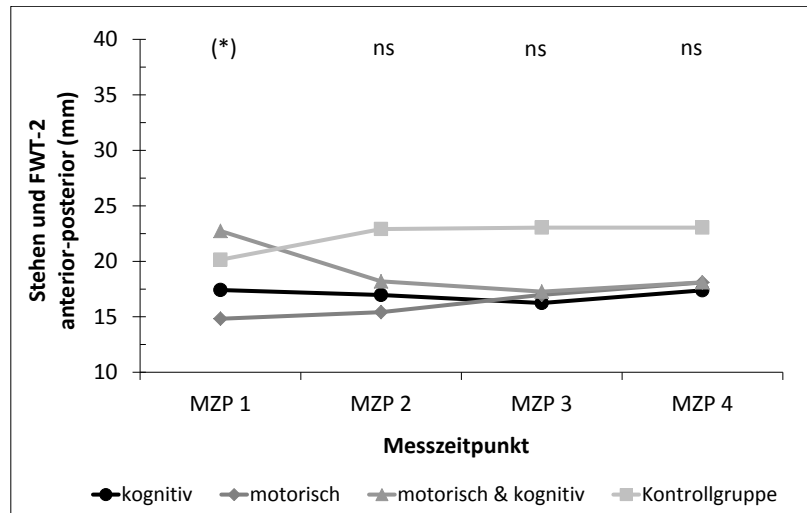 40
35
30
25
20
15
10
Stehen und FWT-2
anterior-posterior (mm)
(*) ns ns ns
MZP 1 MZP 2 MZP 3 MZP 4
Messzeitpunkt
kognitiv motorisch motorisch & kognitiv Kontrollgruppe